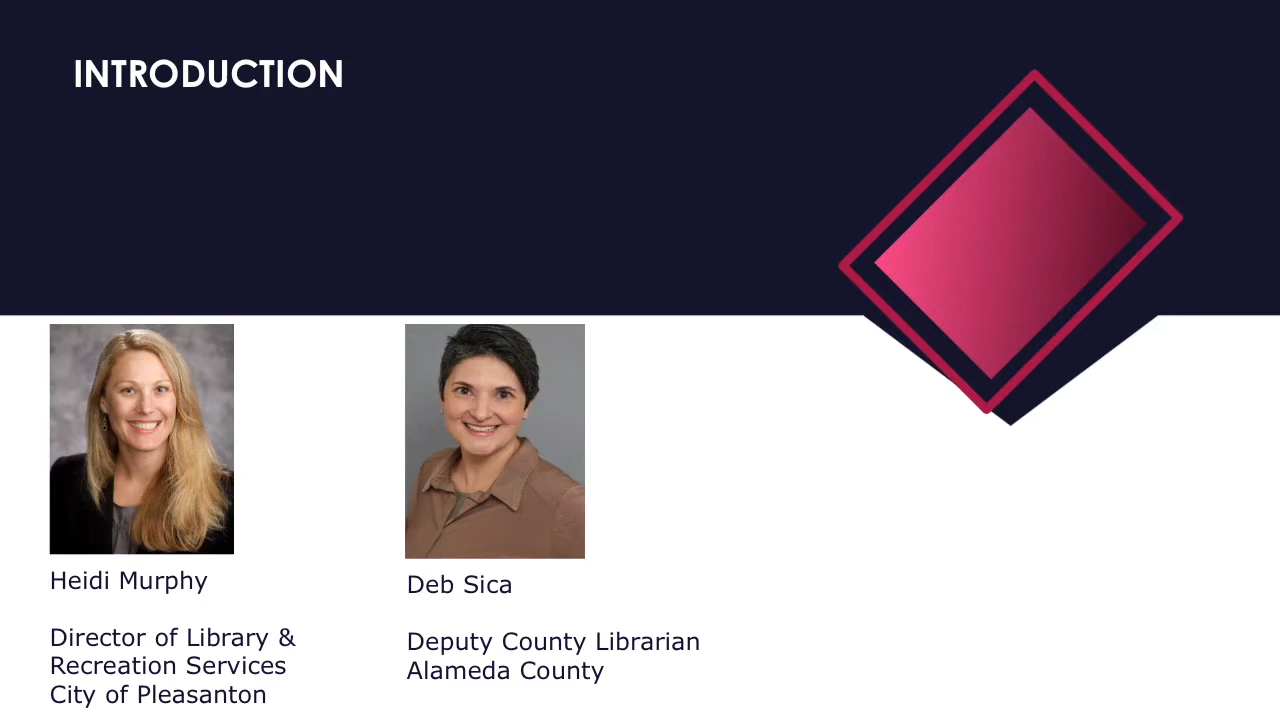 INTRODUCTION
Heidi Murphy
Director of Library &
Recreation Services
City of Pleasanton
Deb Sica
Deputy County Librarian
Alameda County